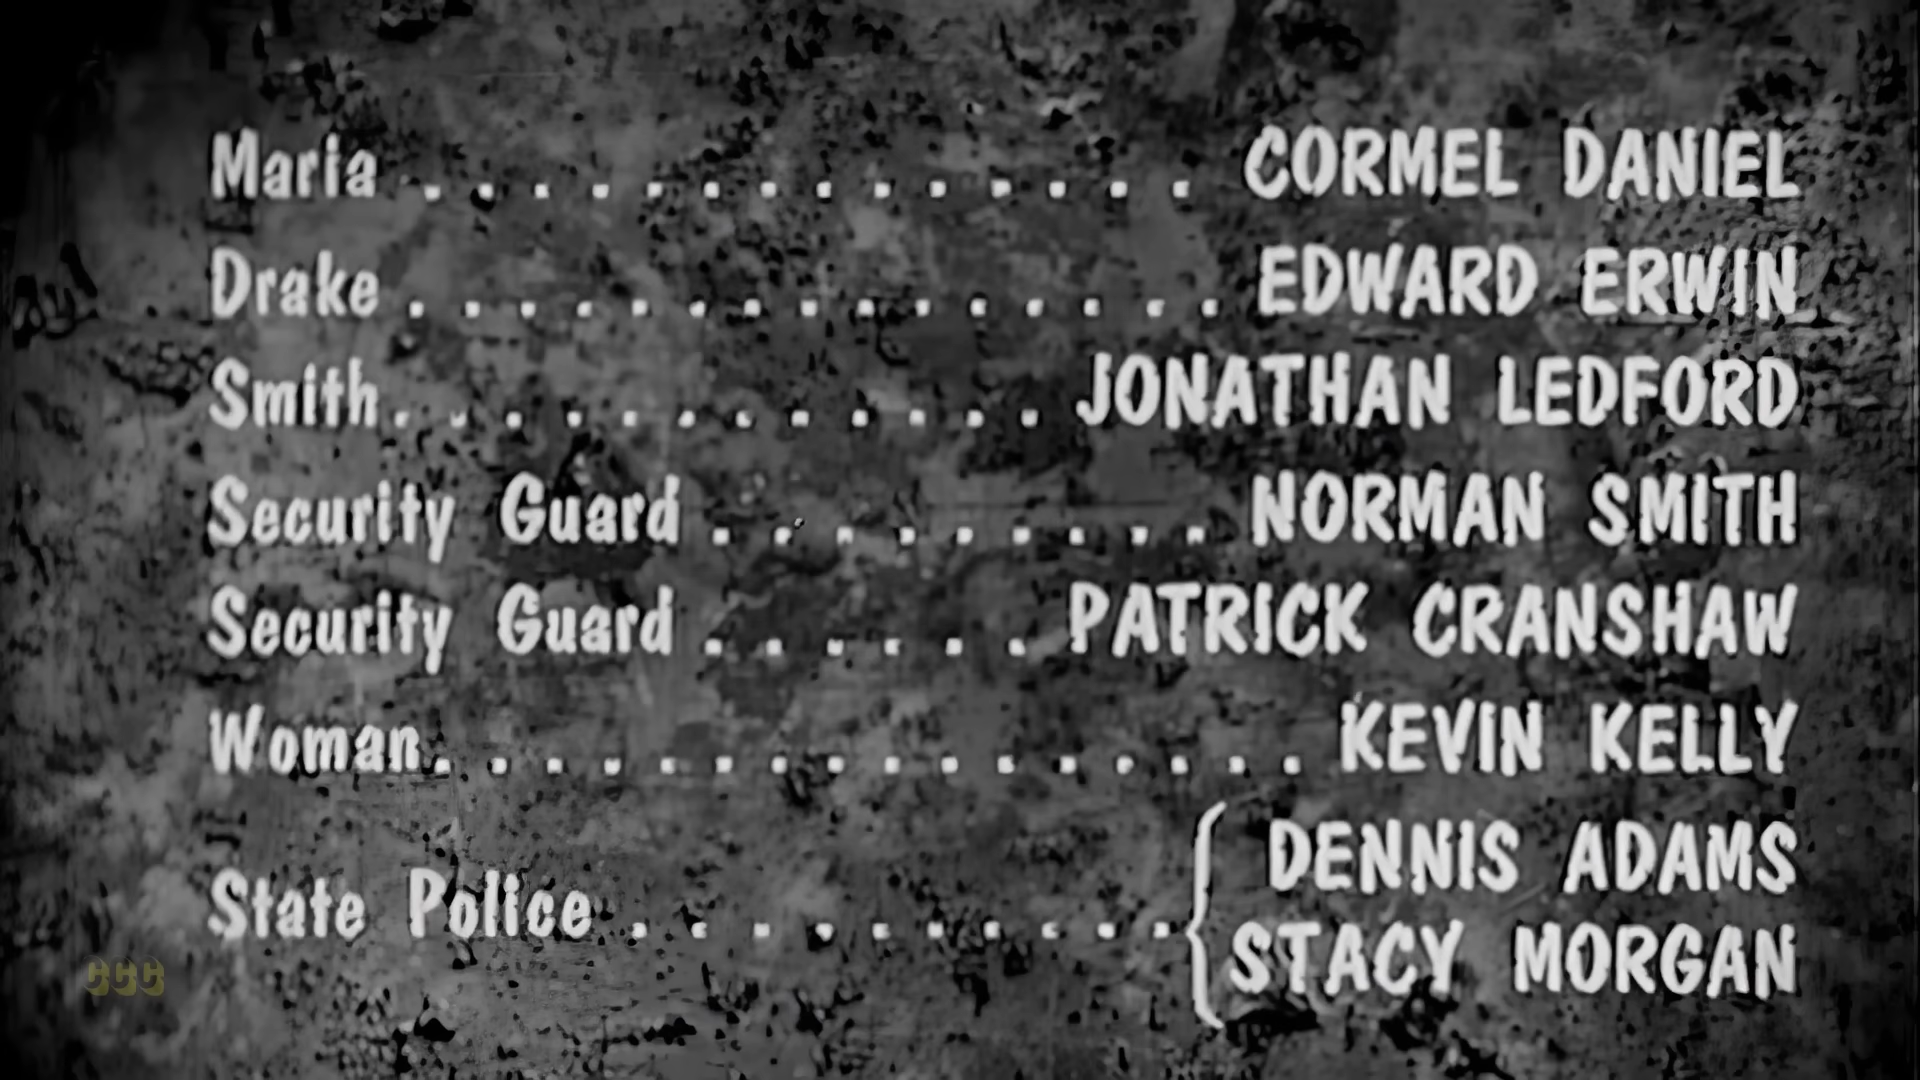 Maria . . . . . . . . . . . . . . CORMEL DANIEL
Drake . . . . . . . . . . . . . . . EDWARD ERWIN
Smith. . . . . . . . . . . . JONATHAN LEDFORD
Security Guard . . . . . . . . . NORMAN SMITH
Security Guard . . . . . . PATRICK CRANSHAW
Woman. . . . . . . . . . . . . . . . KEVIN KELLY
DENNIS ADAMS
State Police . . . . . . . . . .
STACY MORGAN
CCC